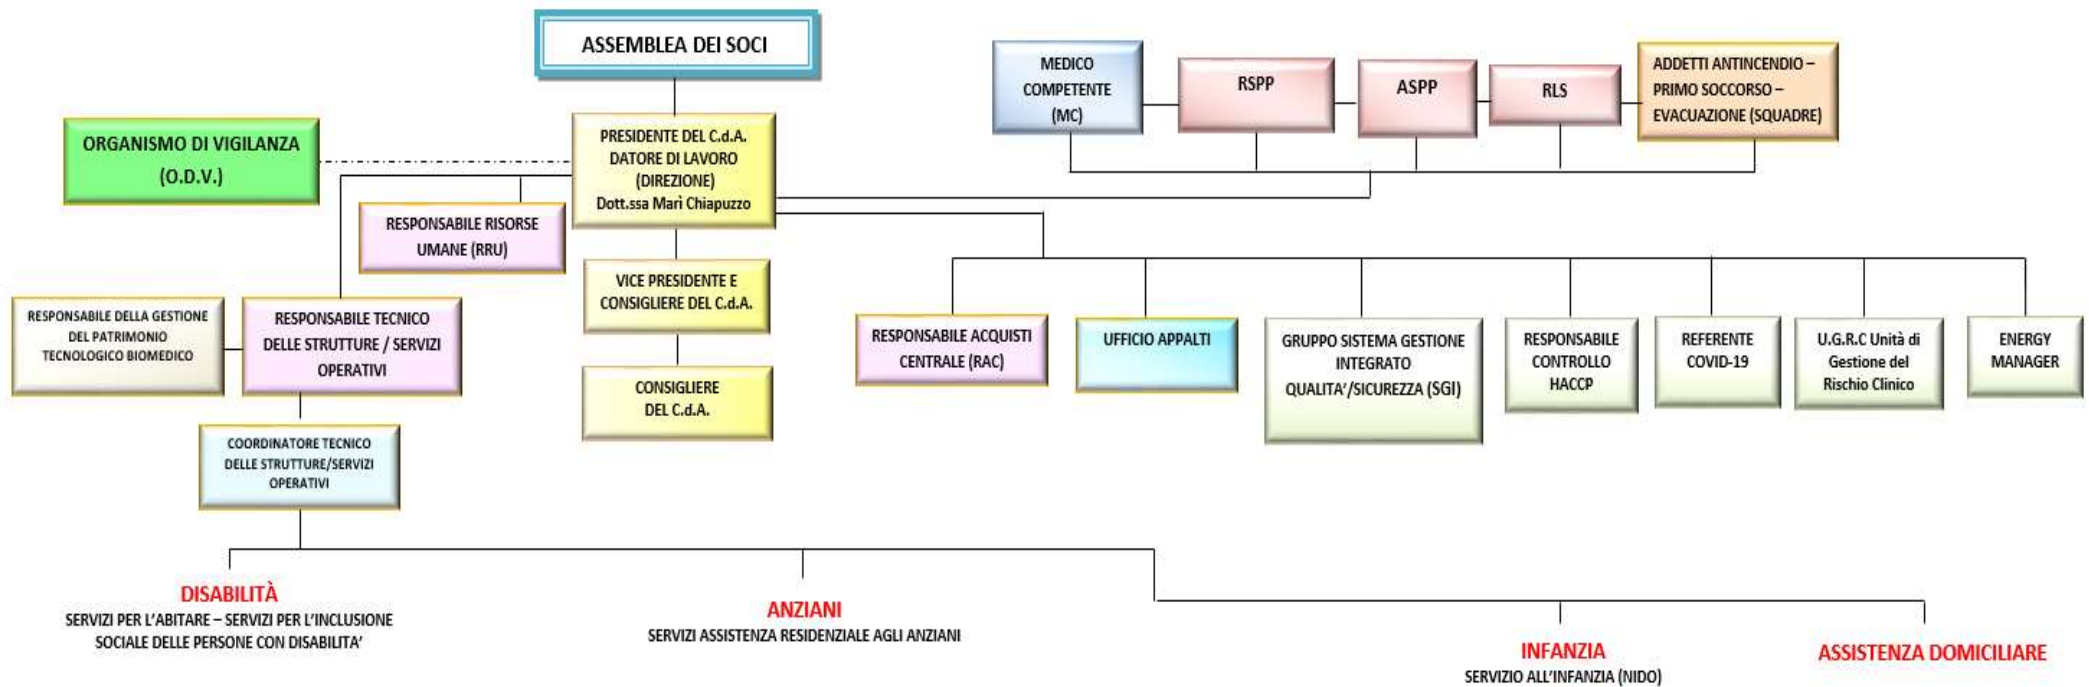 ASSEMBLEA DEI SOCI
MEDICO
COMPETENTE
(MC)
RSPP
ASPP
RLS
ADDETTI ANTINCENDIO –
PRIMO SOCCORSO –
EVACUAZIONE (SQUADRE)
ORGANISMO DI VIGILANZA
(O.D.V.)
PRESIDENTE DEL C.d.A.
DATORE DI LAVORO
(DIREZIONE)
Dott.ssa Marì Chiapuzzo
RESPONSABILE RISORSE
UMANE (RRU)
VICE PRESIDENTE E
CONSIGLIERE DEL C.d.A.
CONSIGLIERE
DEL C.d.A.
RESPONSABILE DELLA GESTIONE
DEL PATRIMONIO
TECNOLOGICO BIOMEDICO
RESPONSABILE TECNICO
DELLE STRUTTURE / SERVIZI
OPERATIVI
COORDINATORE TECNICO
DELLE STRUTTURE/SERVIZI
OPERATIVI
RESPONSABILE ACQUISTI
CENTRALE (RAC)
UFFICIO APPALTI
GRUPPO SISTEMA GESTIONE
INTEGRATO
QUALITA'/SICUREZZA (SGI)
RESPONSABILE
CONTROLLO
HACCP
REFERENTE
COVID-19
U.G.R.C Unità di
Gestione del
Rischio Clinico
ENERGY
MANAGER
DISABILITÀ
SERVIZI PER L'ABITARE – SERVIZI PER L'INCLUSIONE
SOCIALE DELLE PERSONE CON DISABILITA'
ANZIANI
SERVIZI ASSISTENZA RESIDENZIALE AGLI ANZIANI
INFANZIA
SERVIZIO ALL'INFANZIA (NIDO)
ASSISTENZA DOMICILIARE